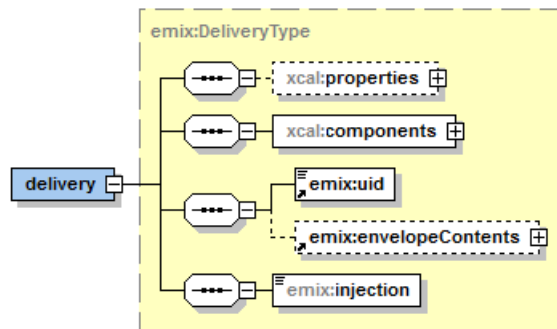 emix:DeliveryType
xcal:properties
xcal:components
delivery
emix:uid
emix:envelopeContents
emix:injection